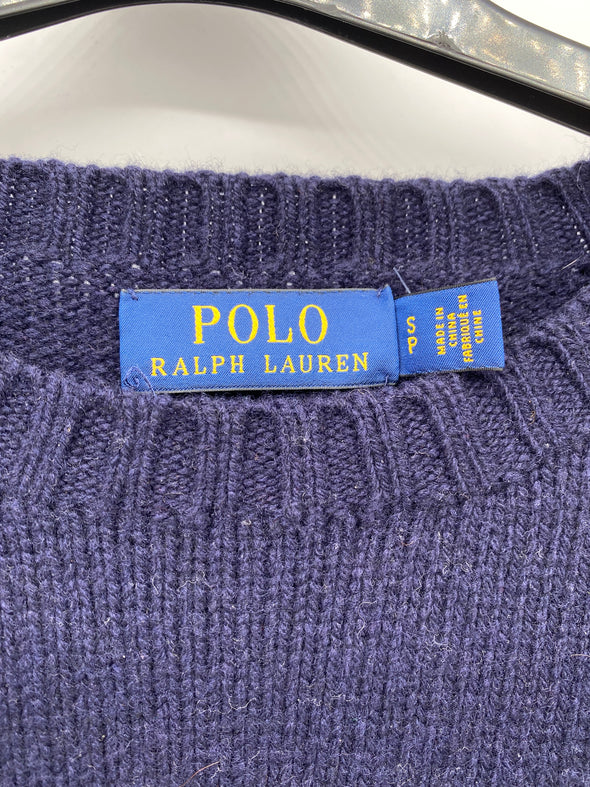 POLO
RALPH LAUREN
S
P
MADE IN
CHINA
FABRIQUÉ EN
CHINE